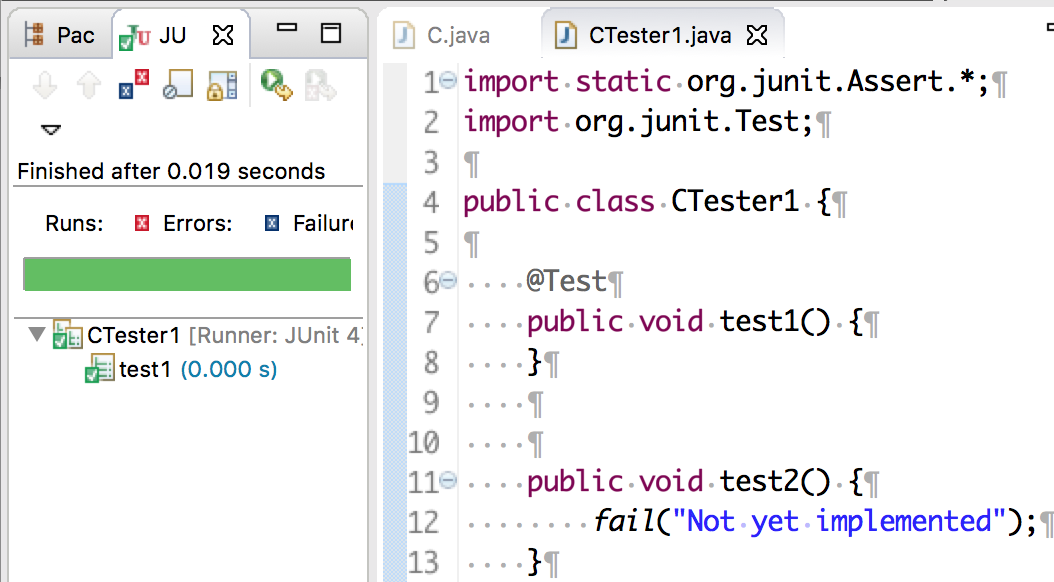 Pac
JU
Finished after 0.019 seconds
Runs:
Errors:
Failure
CTester1 [Runner: JUnit 4]
test1 (0.000 s)
C.java
CTester1.java
1 import static org.junit.Assert.*;¶
2 import org.junit.Test;¶
3 ¶
4 public class CTester1 {¶
5 ¶
6 ····@Test¶
7 ····public void test1() {¶
8 ····}¶
9 ····¶
10 ····¶
11 ····public void test2() {¶
12 ········fail("Not yet implemented");¶
13 ····}¶